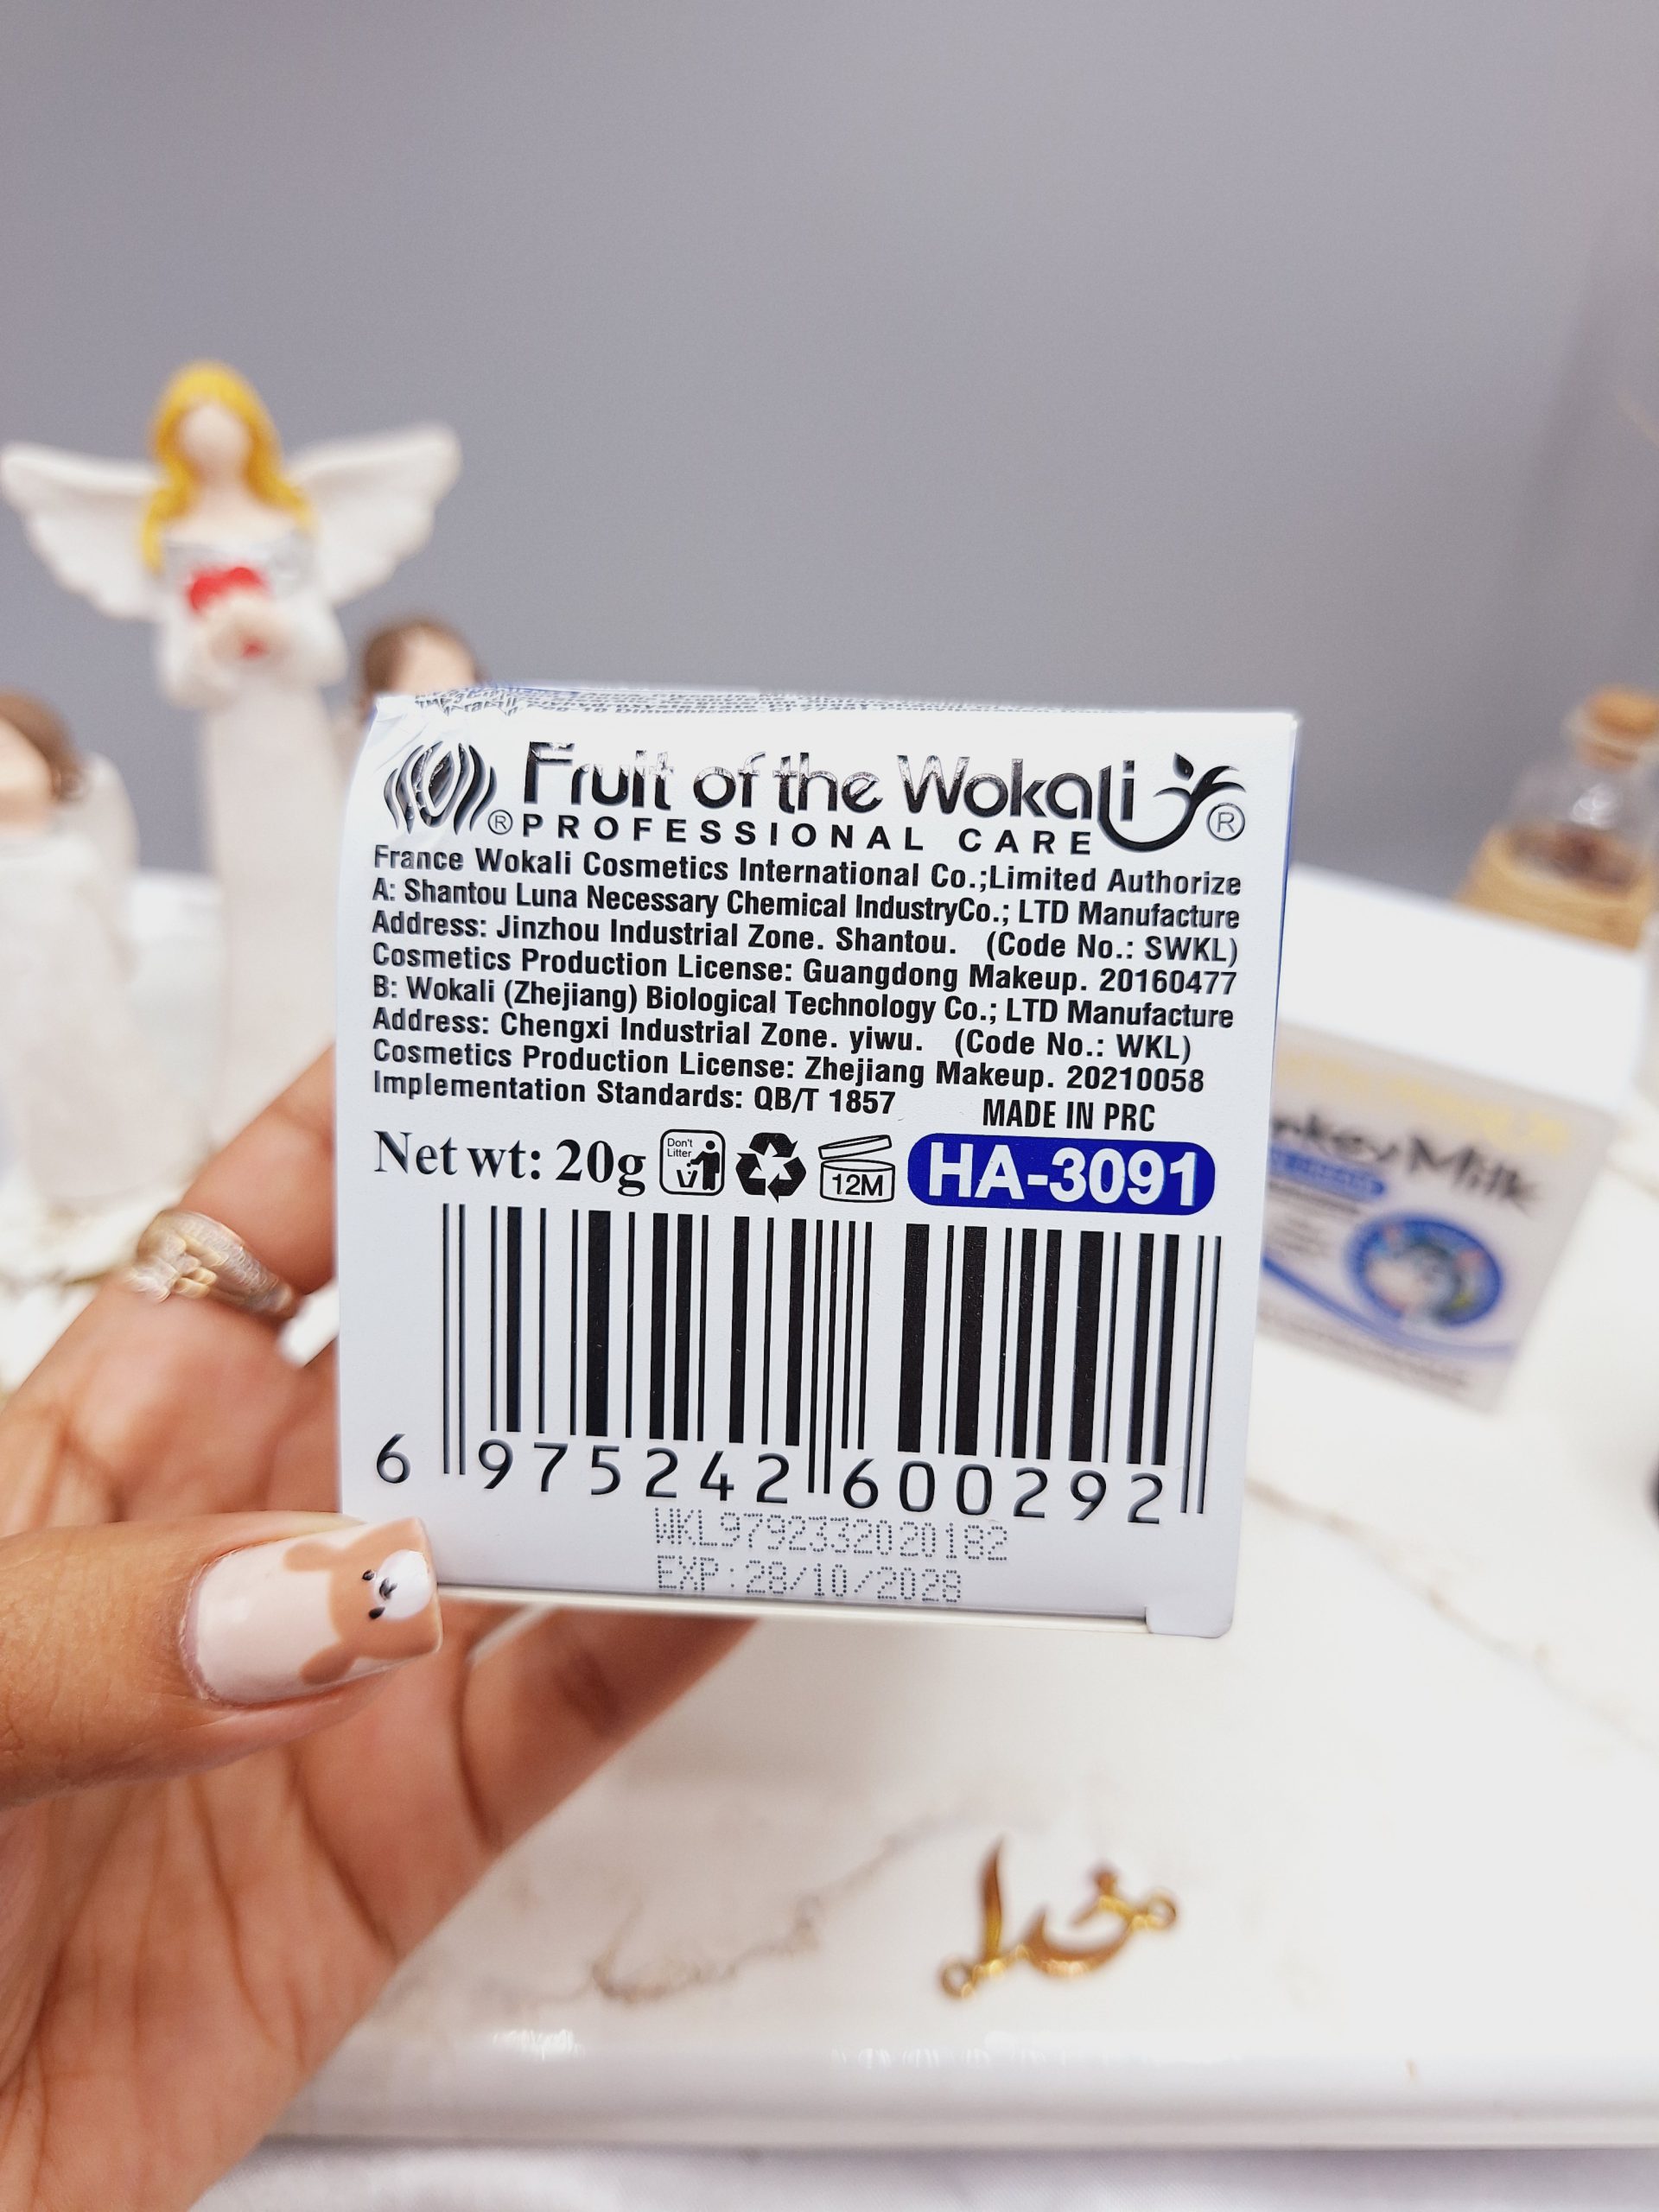 Fruit of the Wokali ®
® PROFESSIONAL CARE
France Wokali Cosmetics International Co.;Limited Authorize
A: Shantou Luna Necessary Chemical IndustryCo.; LTD Manufacture
Address: Jinzhou Industrial Zone. Shantou. (Code No.: SWKL)
Cosmetics Production License: Guangdong Makeup. 20160477
B: Wokali (Zhejiang) Biological Technology Co.; LTD Manufacture
Address: Chengxi Industrial Zone. yiwu. (Code No.: WKL)
Cosmetics Production License: Zhejiang Makeup. 20210058
Implementation Standards: QB/T 1857
MADE IN PRC
Net wt: 20g
Don't
Litter
12M
HA-3091
6 975242 600292
WKL9792332020182
EXP:28/10/2028
Milk
خدا